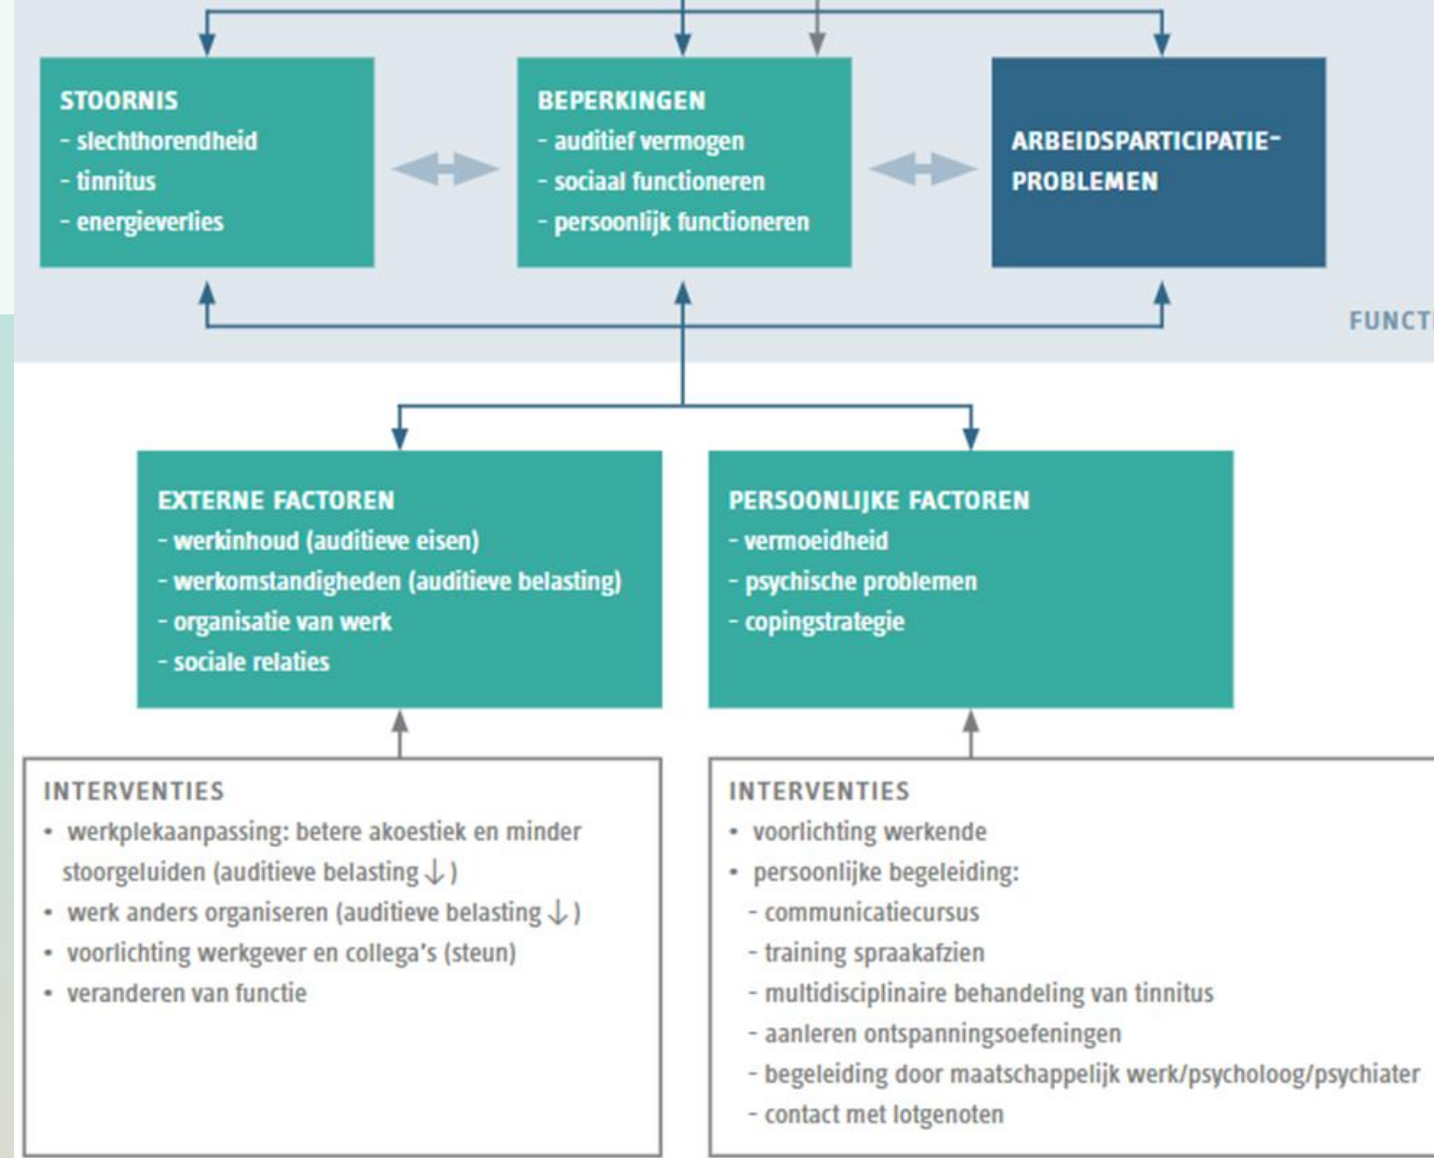 STOORNIS
- slechthorendheid
- tinnitus
- energieverlies
BEPERKINGEN
- auditief vermogen
- sociaal functioneren
- persoonlijk functioneren
ARBEIDSPARTICIPATIE-
PROBLEMEN
FUNCTI
EXTERNE FACTOREN
- werkinhoud (auditieve eisen)
- werkomstandigheden (auditieve belasting)
- organisatie van werk
- sociale relaties
PERSOONLIJKE FACTOREN
- vermoeidheid
- psychische problemen
- copingstrategie
INTERVENTIES
• werkplekaanpassing: betere akoestiek en minder
stoorgeluiden (auditieve belasting ↓)
• werk anders organiseren (auditieve belasting ↓)
• voorlichting werkgever en collega's (steun)
• veranderen van functie
INTERVENTIES
• voorlichting werkende
• persoonlijke begeleiding:
- communicatiecursus
- training spraakafzien
- multidisciplinaire behandeling van tinnitus
- aanleren ontspanningsoefeningen
- begeleiding door maatschappelijk werk/psycholoog/psychiater
- contact met lotgenoten